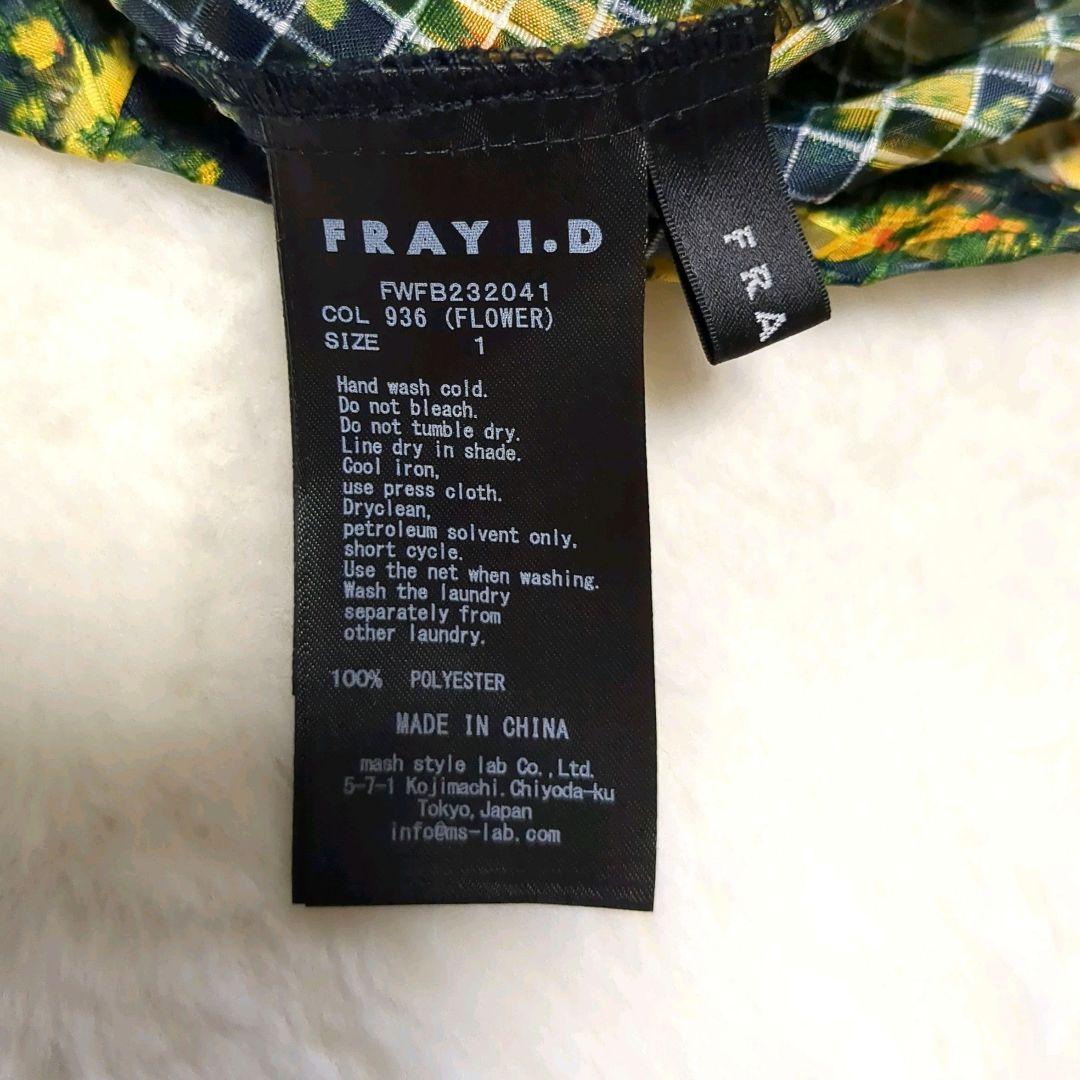 FRAY I.D
FWFB232041
COL 936 (FLOWER)
SIZE 1
Hand wash cold.
Do not bleach.
Do not tumble dry.
Line dry in shade.
Cool iron,
use press cloth.
Dryclean,
petroleum solvent only,
short cycle.
Use the net when washing.
Wash the laundry
separately from
other laundry.
100% POLYESTER
MADE IN CHINA
mash style lab Co.,Ltd.
5-7-1 Kojimachi.Chiyoda-ku
Tokyo,Japan
info@ms-lab.com
FRA